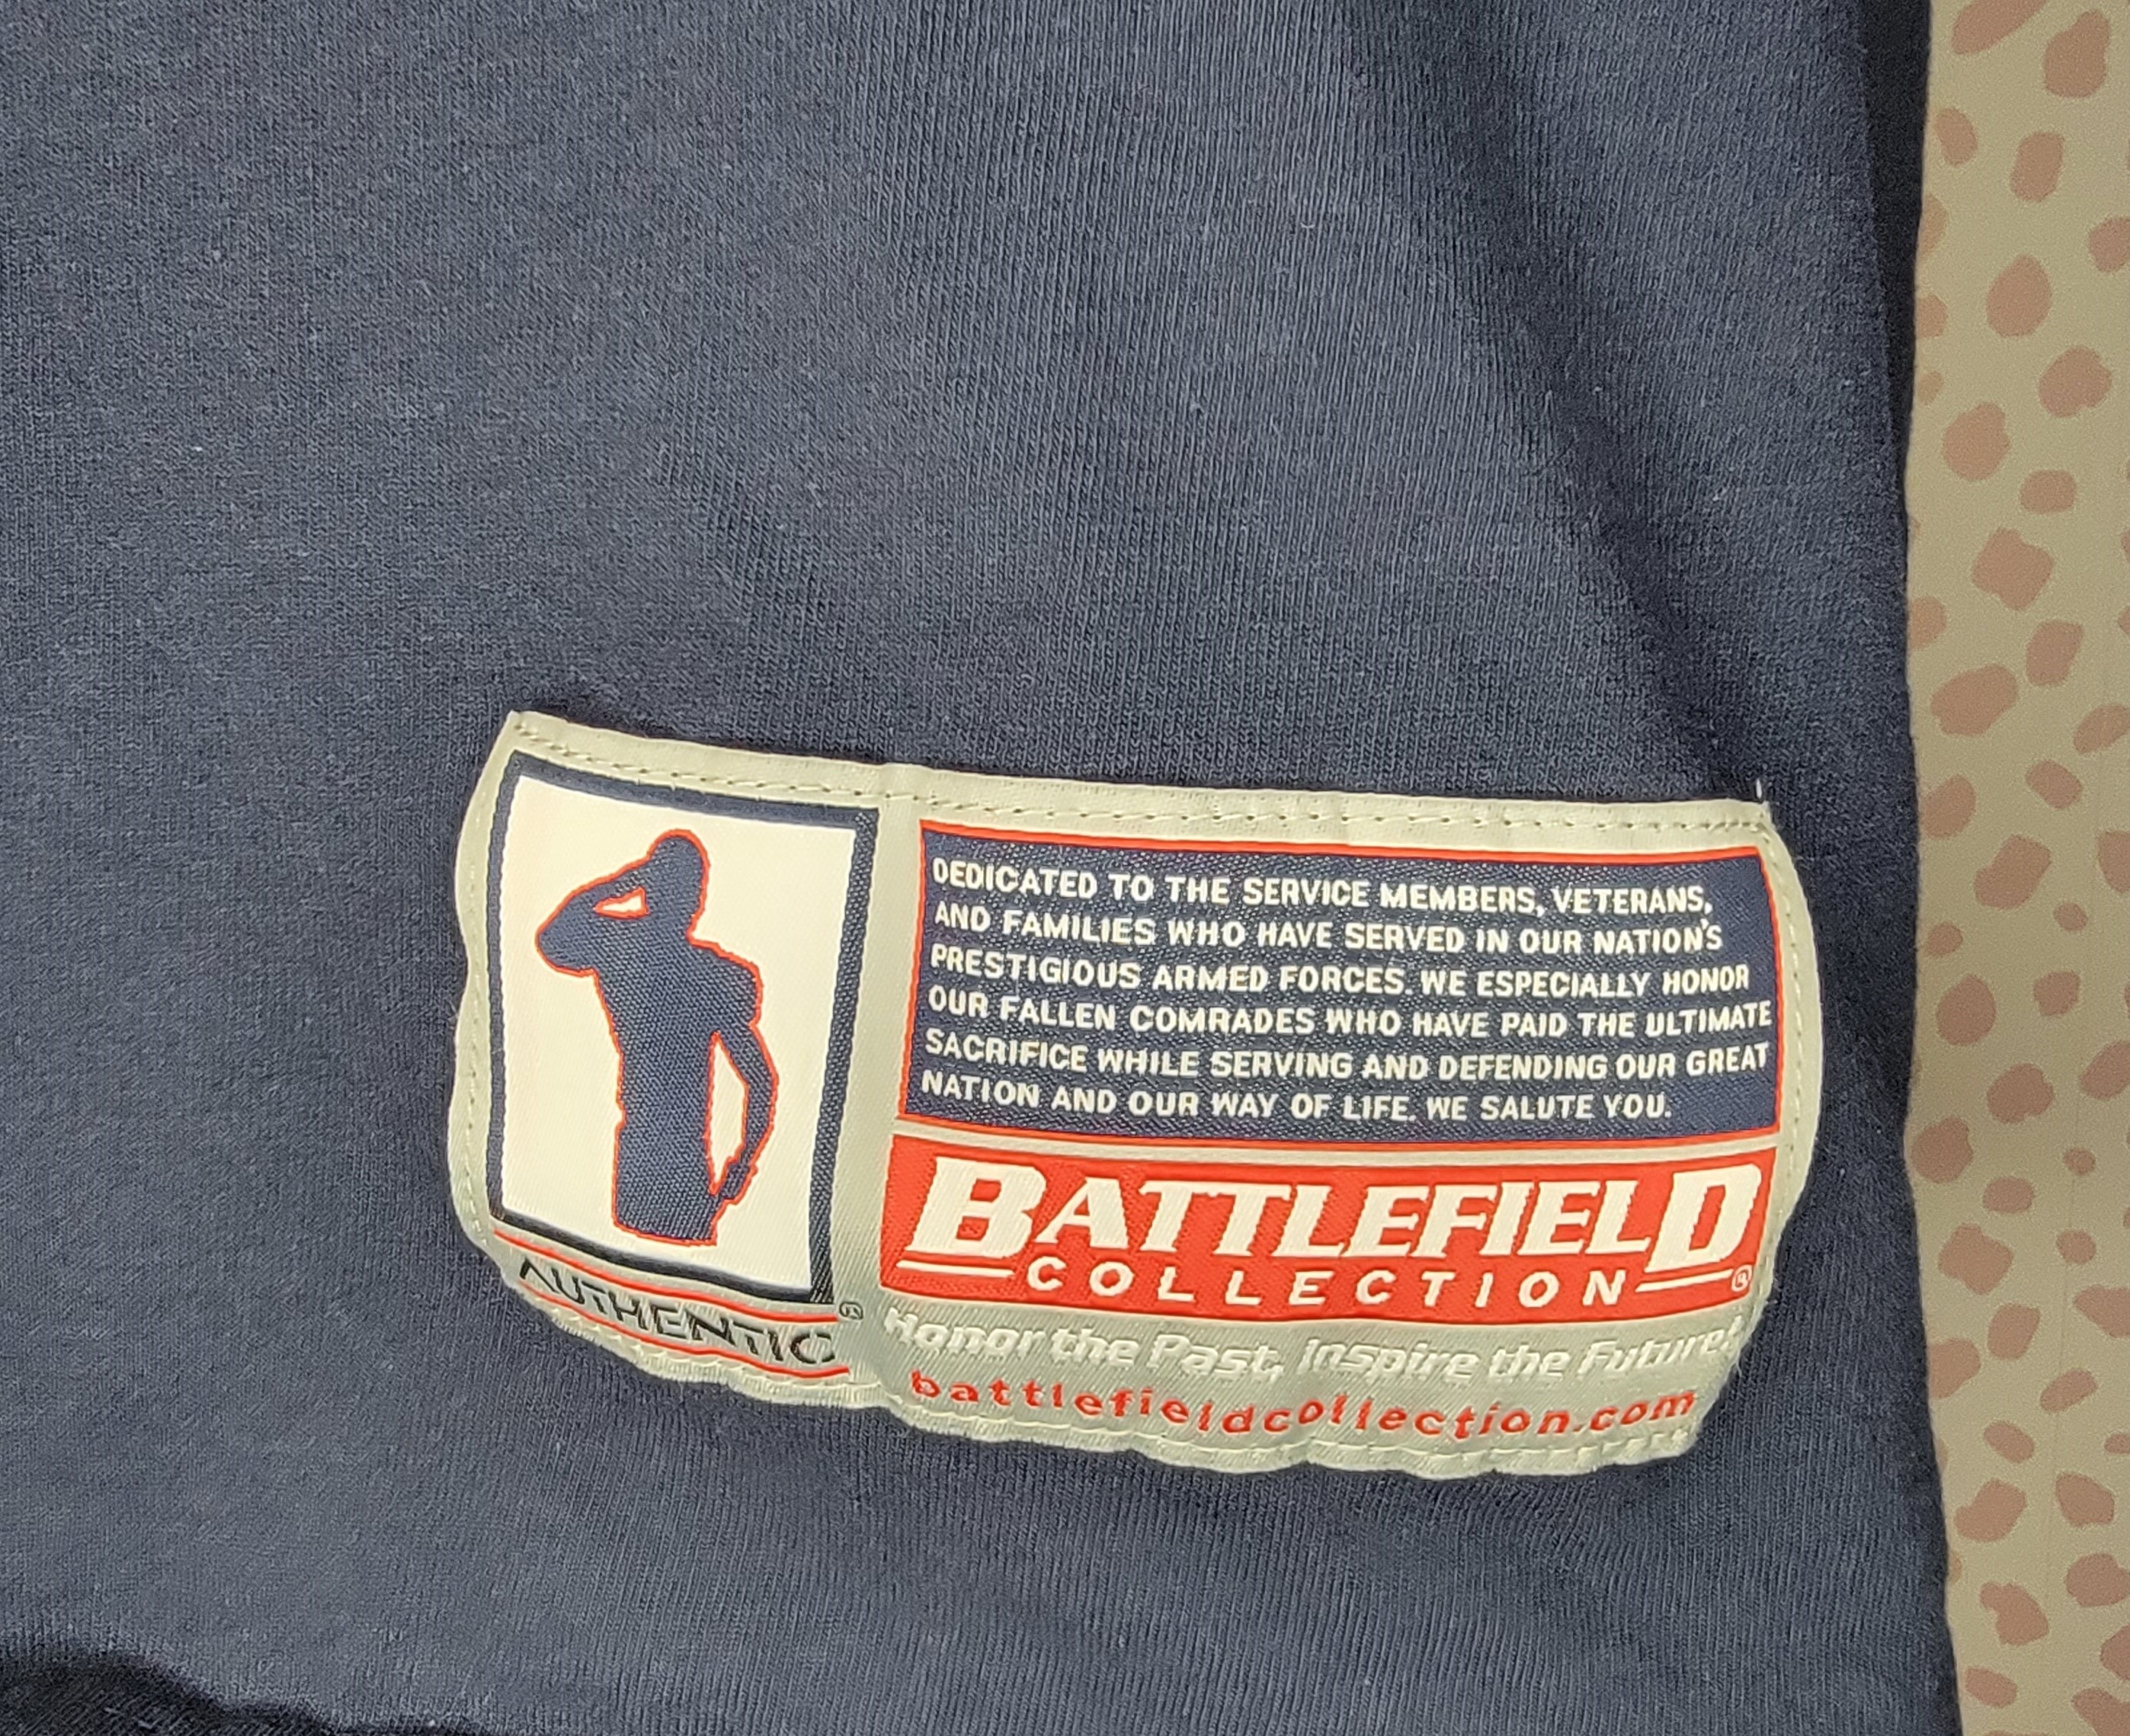 DEDICATED TO THE SERVICE MEMBERS, VETERANS,
AND FAMILIES WHO HAVE SERVED IN OUR NATION'S
PRESTIGIOUS ARMED FORCES. WE ESPECIALLY HONOR
OUR FALLEN COMRADES WHO HAVE PAID THE ULTIMATE
SACRIFICE WHILE SERVING AND DEFENDING OUR GREAT
NATION AND OUR WAY OF LIFE. WE SALUTE YOU.
AUTHENTIC®
BATTLEFIELD
COLLECTION®
Honor the Past, Inspire the Future!
battlefieldcollection.com